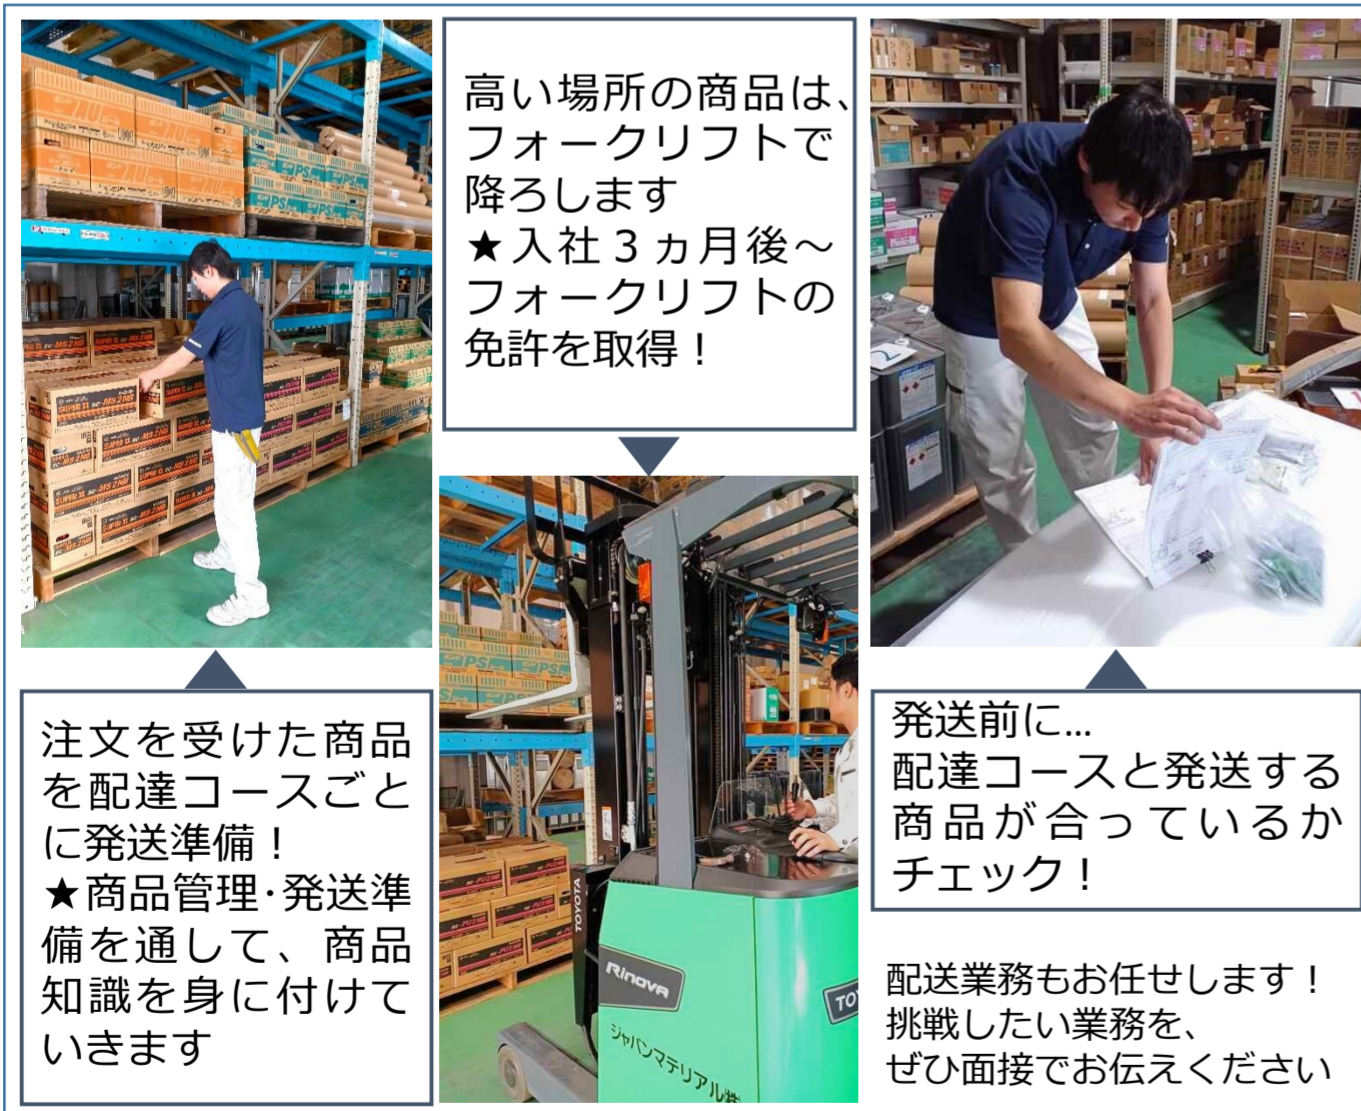 高い場所の商品は、
フォークリフトで
降ろします
★入社3ヵ月後～
フォークリフトの
免許を取得！
注文を受けた商品
を配達コースごと
に発送準備！
★商品管理･発送準
備を通して、商品
知識を身に付けて
いきます
TOYOTA
Rinova
ジャパンマテリアル㈱
発送前に...
配達コースと発送する
商品が合っているか
チェック！
配送業務もお任せします！
挑戦したい業務を、
ぜひ面接でお伝えください